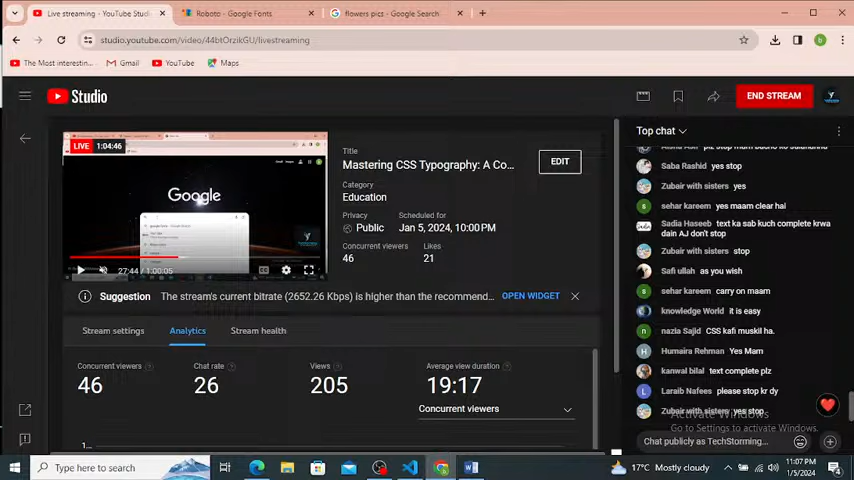 Live streaming - YouTube Studi
Roboto - Google Fonts
flowers pics - Google Search
studio.youtube.com/video/44btOrzikGU/livestreaming
The Most interestin...
Gmail
YouTube
Maps
Studio
END STREAM
LIVE 1:04:46
Google
27:44 / 1:00:05
Title
Mastering CSS Typography: A Co...
Category
Education
Privacy
Public
Scheduled for
Jan 5, 2024, 10:00 PM
Concurrent viewers
46
Likes
21
EDIT
Suggestion The stream's current bitrate (2652.26 Kbps) is higher than the recommend...
OPEN WIDGET
Stream settings
Analytics
Stream health
Concurrent viewers
46
Chat rate
26
Views
205
Average view duration
19:17
Concurrent viewers
1...
Top chat
Saba Rashid yes stop
Zubair with sisters yes
sehar kareem yes maam clear hai
Sadia Haseeb text ka sab kuch complete krwa
dain AJ don't stop
Zubair with sisters stop
Safi ullah as you wish
sehar kareem carry on maam
knowledge World it is easy
nazia Sajid CSS kafi muskil ha.
Humaira Rehman Yes Mam
kanwal bilal text complete plz
Laraib Nafees please stop kr dy
Zubair with sisters yes stop
Activate Windows
Go to Settings to activate Windows.
Chat publicly as TechStorming...
Type here to search
17°C Mostly cloudy
11:07 PM
1/5/2024